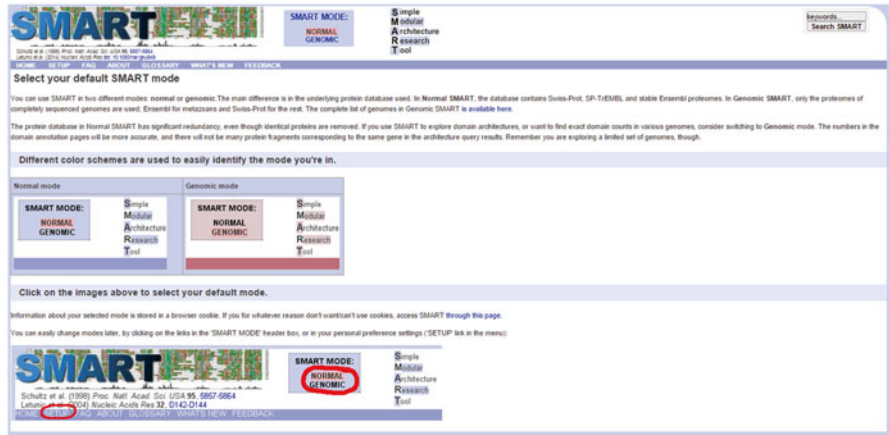 SMART
SMART MODE:
NORMAL
GENOMIC
Simple
Modular
Architecture
Research
Tool
keywords...
Search SMART
Schultz et al. (1998) Proc. Natl. Acad. Sci. USA 95, 5857-5864
Letunic et al. (2014) Nucleic Acids Res
HOME SETUP FAQ ABOUT GLOSSARY WHAT'S NEW FEEDBACK
Select your default SMART mode
You can use SMART in two different modes: normal or genomic.The main difference is in the underlying protein database used. In Normal SMART, the database contains Swiss-Prot, SP-TrEMBL and stable Ensembl proteomes. In Genomic SMART, only the proteomes of
completely sequenced genomes are used; Ensembl for metazoans and Swiss-Prot for the rest. The complete list of genomes in Genomic SMART is available here.
The protein database in Normal SMART has significant redundancy, even though identical proteins are removed. If you use SMART to explore domain architectures, or want to find exact domain counts in various genomes, consider switching to Genomic mode. The numbers in the
domain annotation pages will be more accurate, and there will not be many protein fragments corresponding to the same gene in the architecture query results. Remember you are exploring a limited set of genomes, though.
Different color schemes are used to easily identify the mode you're in.
Normal mode
Genomic mode
SMART MODE:
NORMAL
GENOMIC
Simple
Modular
Architecture
Research
Tool
SMART MODE:
NORMAL
GENOMIC
Simple
Modular
Architecture
Research
Tool
Click on the images above to select your default mode.
Information about your selected mode is stored in a browser cookie. If you for whatever reason don't want/can't use cookies, access SMART through this page.
You can easily change modes later, by clicking on the links in the 'SMART MODE' header box, or in your personal preference settings ('SETUP' link in the menu):
SMART
SMART MODE:
NORMAL
GENOMIC
Simple
Modular
Architecture
Research
Tool
Schultz et al. (1998) Proc. Natl. Acad. Sci. USA 95, 5857-5864
Letunic et al. (2004) Nucleic Acids Res 32, D142-D144
HOME SETUP FAQ ABOUT GLOSSARY WHAT'S NEW FEEDBACK